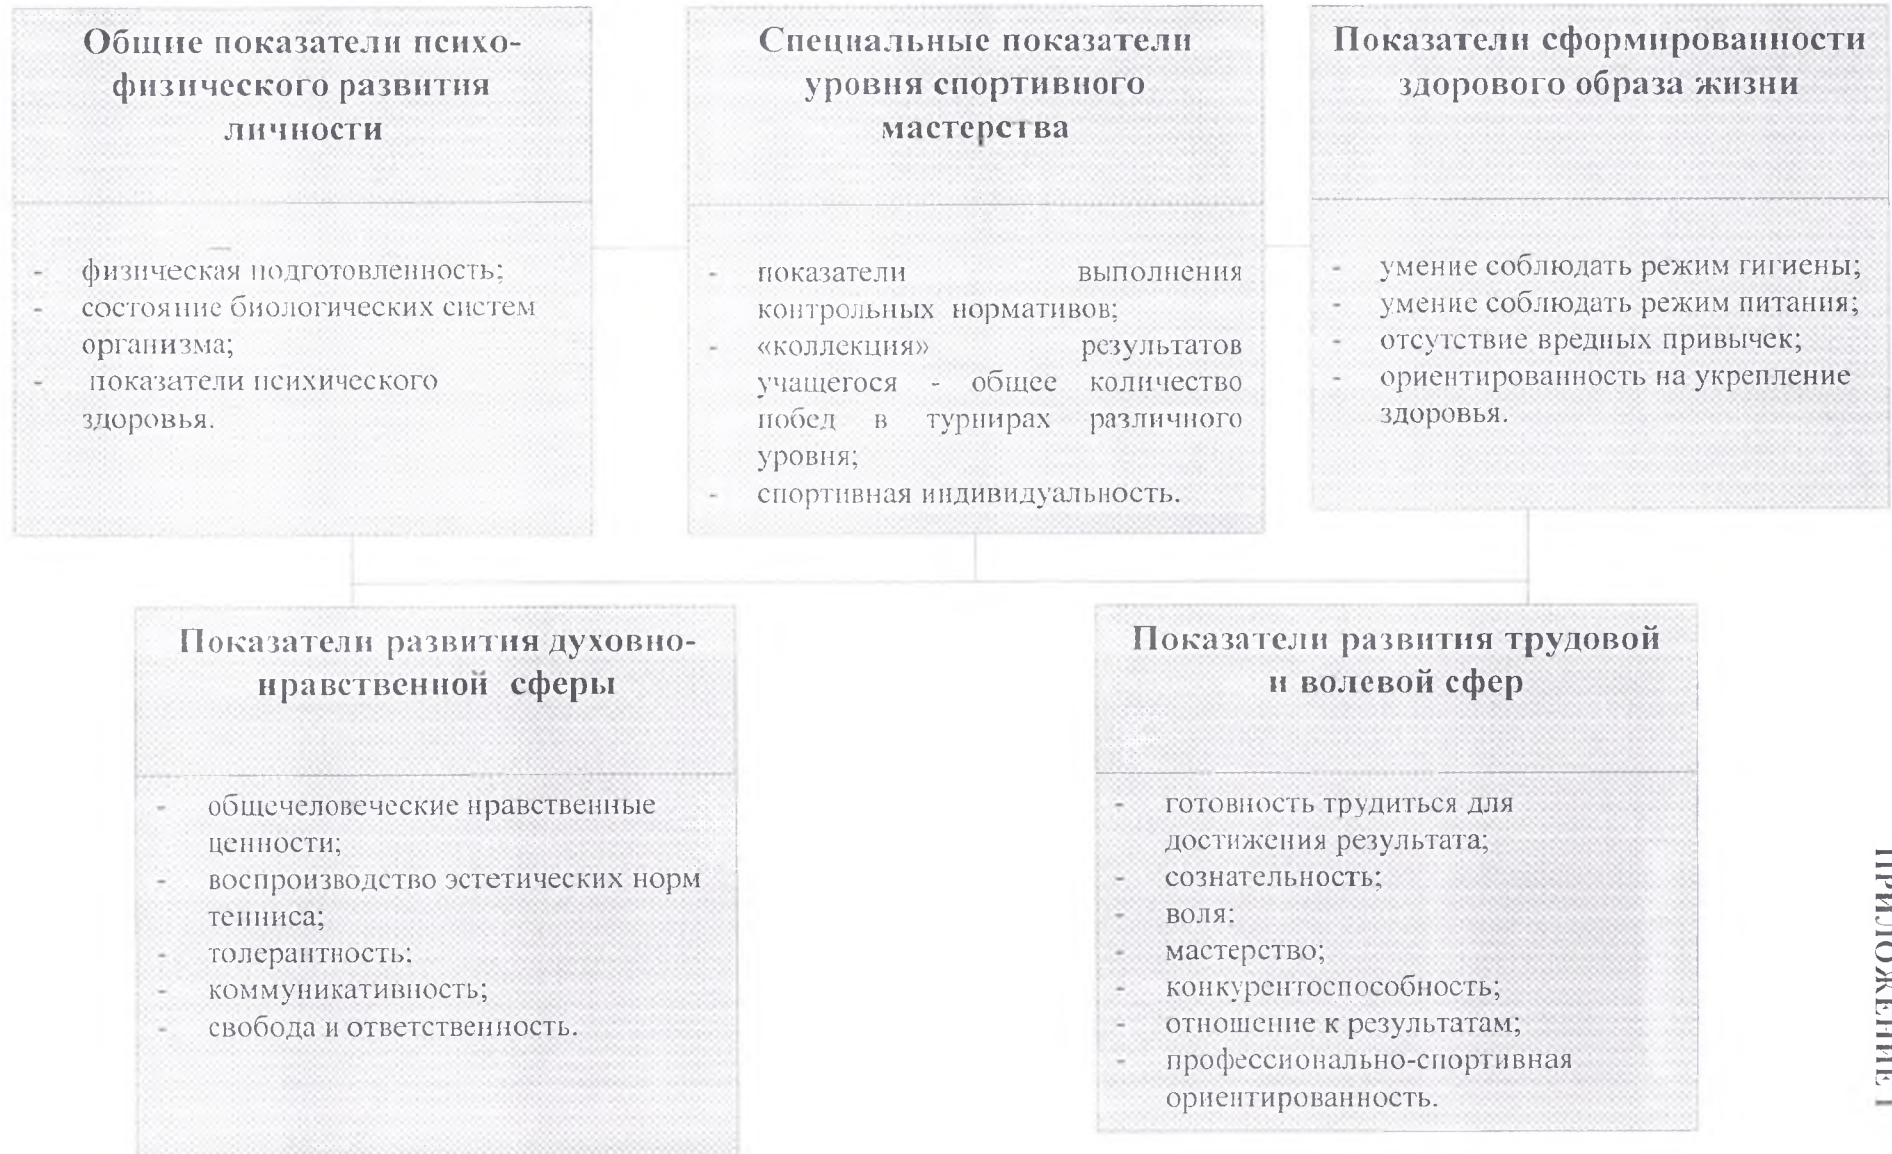 Общие показатели психо-
физического развития
личности
- физическая подготовленность;
- состояние биологических систем
организма;
- показатели психического
здоровья.
Специальные показатели
уровня спортивного
мастерства
- показатели выполнения
контрольных нормативов;
- «коллекция» результатов
учащегося - общее количество
побед в турнирах различного
уровня;
- спортивная индивидуальность.
Показатели сформированности
здорового образа жизни
- умение соблюдать режим гигиены;
- умение соблюдать режим питания;
- отсутствие вредных привычек;
- ориентированность на укрепление
здоровья.
Показатели развития духовно-
нравственной сферы
- общечеловеческие нравственные
ценности;
- воспроизводство эстетических норм
тенниса;
- толерантность;
- коммуникативность;
- свобода и ответственность.
Показатели развития трудовой
и волевой сфер
- готовность трудиться для
достижения результата;
- сознательность;
- воля;
- мастерство;
- конкурентоспособность;
- отношение к результатам;
- профессионально-спортивная
ориентированность.
ПРИЛОЖЕНИЕ 1